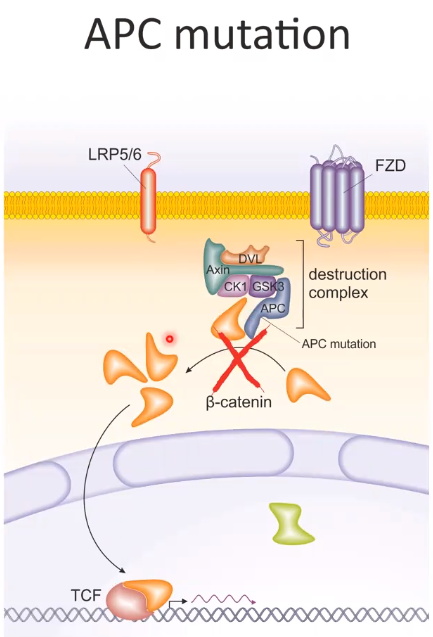 APC mutation
LRP5/6
FZD
DVL
Axin
CK1
GSK3
APC
destruction
complex
APC mutation
β-catenin
TCF